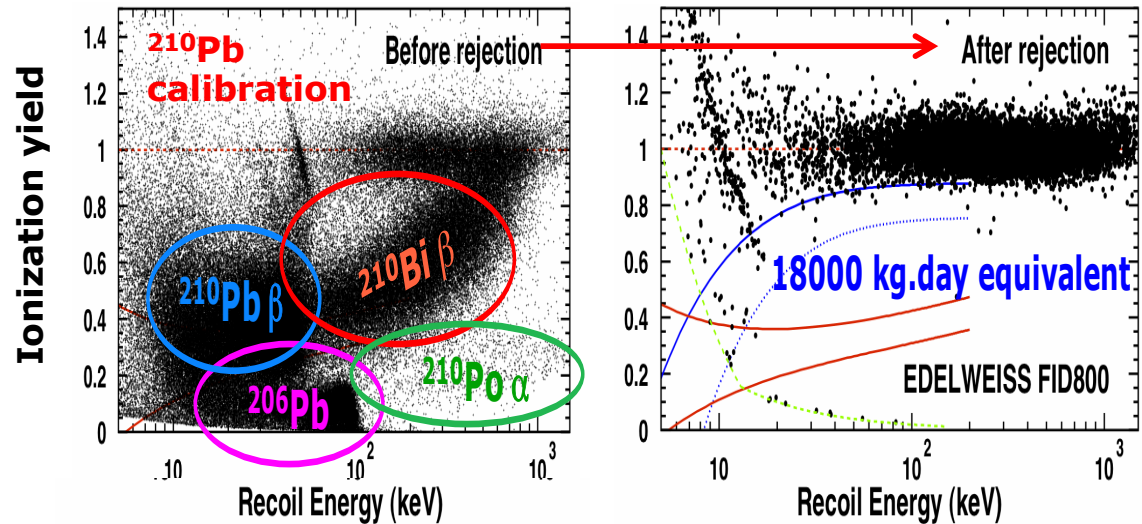 Ionization yield
1.4
1.2
1
0.8
0.6
0.4
0.2
0
²¹⁰Pb
calibration
Before rejection
²¹⁰Pb β
²¹⁰Bi β
²⁰⁶Pb
²¹⁰Po α
10
10²
10³
Recoil Energy (keV)
1.4
1.2
1
0.8
0.6
0.4
0.2
0
After rejection
18000 kg.day equivalent
EDELWEISS FID800
10
10²
10³
Recoil Energy (keV)